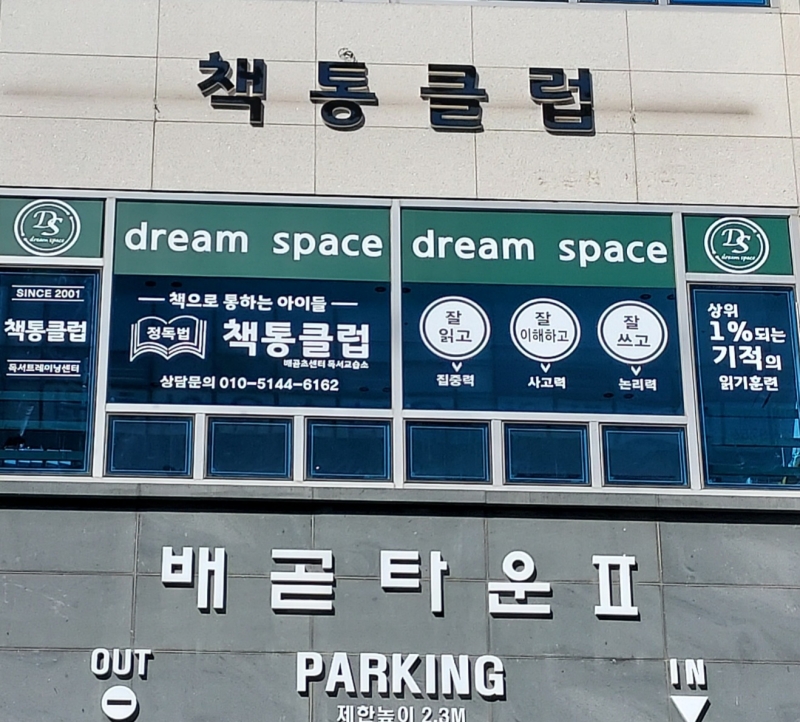 책통클럽
DS
dream space
dream space
dream space
DS
dream space
SINCE 2001
책통클럽
독서트레이닝센터
책으로 통하는 아이들
정독법
책통클럽
배곧츠센터 독서교습소
상담문의 010-5144-6162
잘
읽고
잘
이해하고
잘
쓰고
집중력
사고력
논리력
상위
1%되는
기적의
읽기훈련
배곧타운Ⅱ
OUT
PARKING
IN
제한높이 2.3M